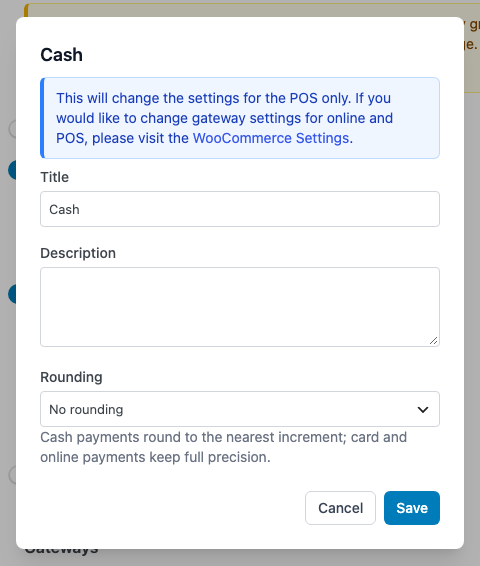 Cash
This will change the settings for the POS only. If you
would like to change gateway settings for online and
POS, please visit the WooCommerce Settings.
Title
Cash
Description
Rounding
No rounding
Cash payments round to the nearest increment; card and
online payments keep full precision.
Cancel
Save
Gateways